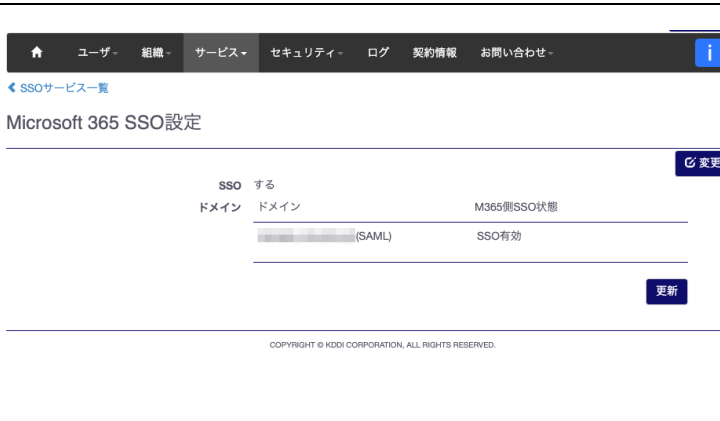 ユーザ 組織 サービス セキュリティ ログ 契約情報 お問い合わせ i
SSOサービス一覧
Microsoft 365 SSO設定
変更
SSO する
ドメイン ドメイン M365側SSO状態
(SAML) SSO有効
更新
COPYRIGHT © KDDI CORPORATION, ALL RIGHTS RESERVED.